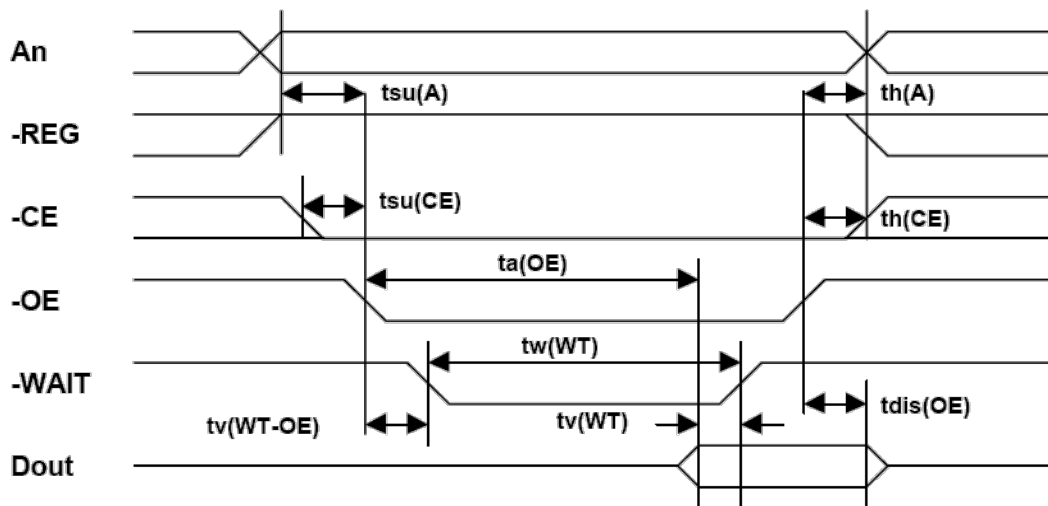 An
tsu(A)
th(A)
-REG
-CE
tsu(CE)
th(CE)
ta(OE)
-OE
tw(WT)
-WAIT
tv(WT-OE)
tv(WT)
tdis(OE)
Dout